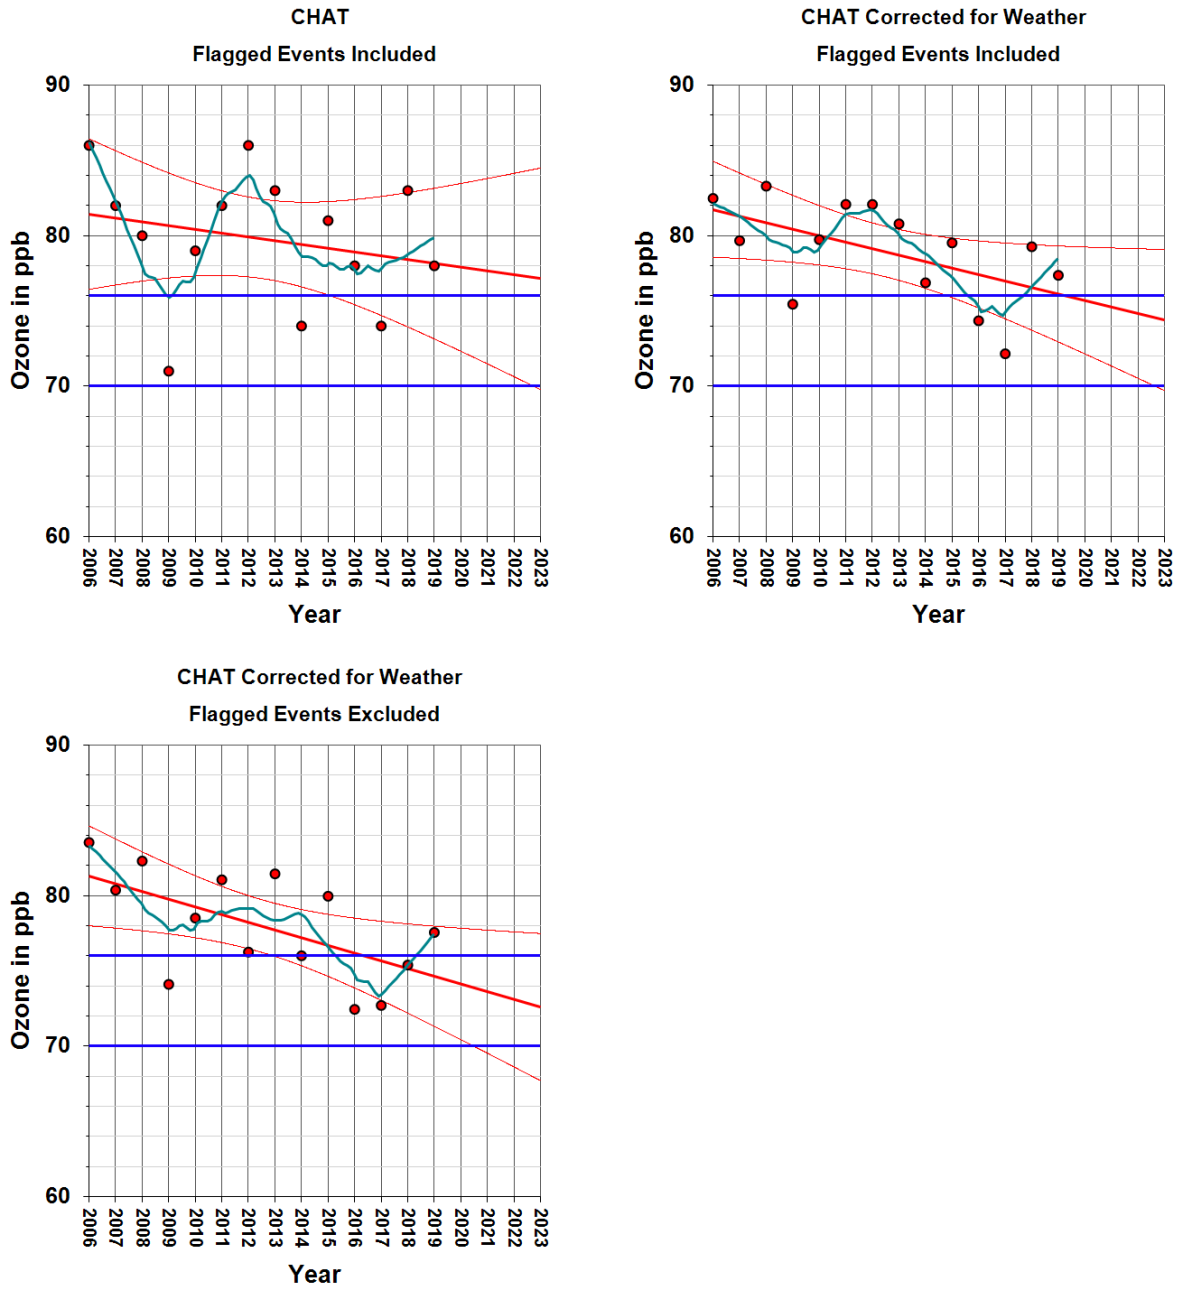 CHAT
Flagged Events Included
90
80
70
60
Ozone in ppb
2006 2007 2008 2009 2010 2011 2012 2013 2014 2015 2016 2017 2018 2019 2020 2021 2022 2023
Year
CHAT Corrected for Weather
Flagged Events Included
90
80
70
60
Ozone in ppb
2006 2007 2008 2009 2010 2011 2012 2013 2014 2015 2016 2017 2018 2019 2020 2021 2022 2023
Year
CHAT Corrected for Weather
Flagged Events Excluded
90
80
70
60
Ozone in ppb
2006 2007 2008 2009 2010 2011 2012 2013 2014 2015 2016 2017 2018 2019 2020 2021 2022 2023
Year